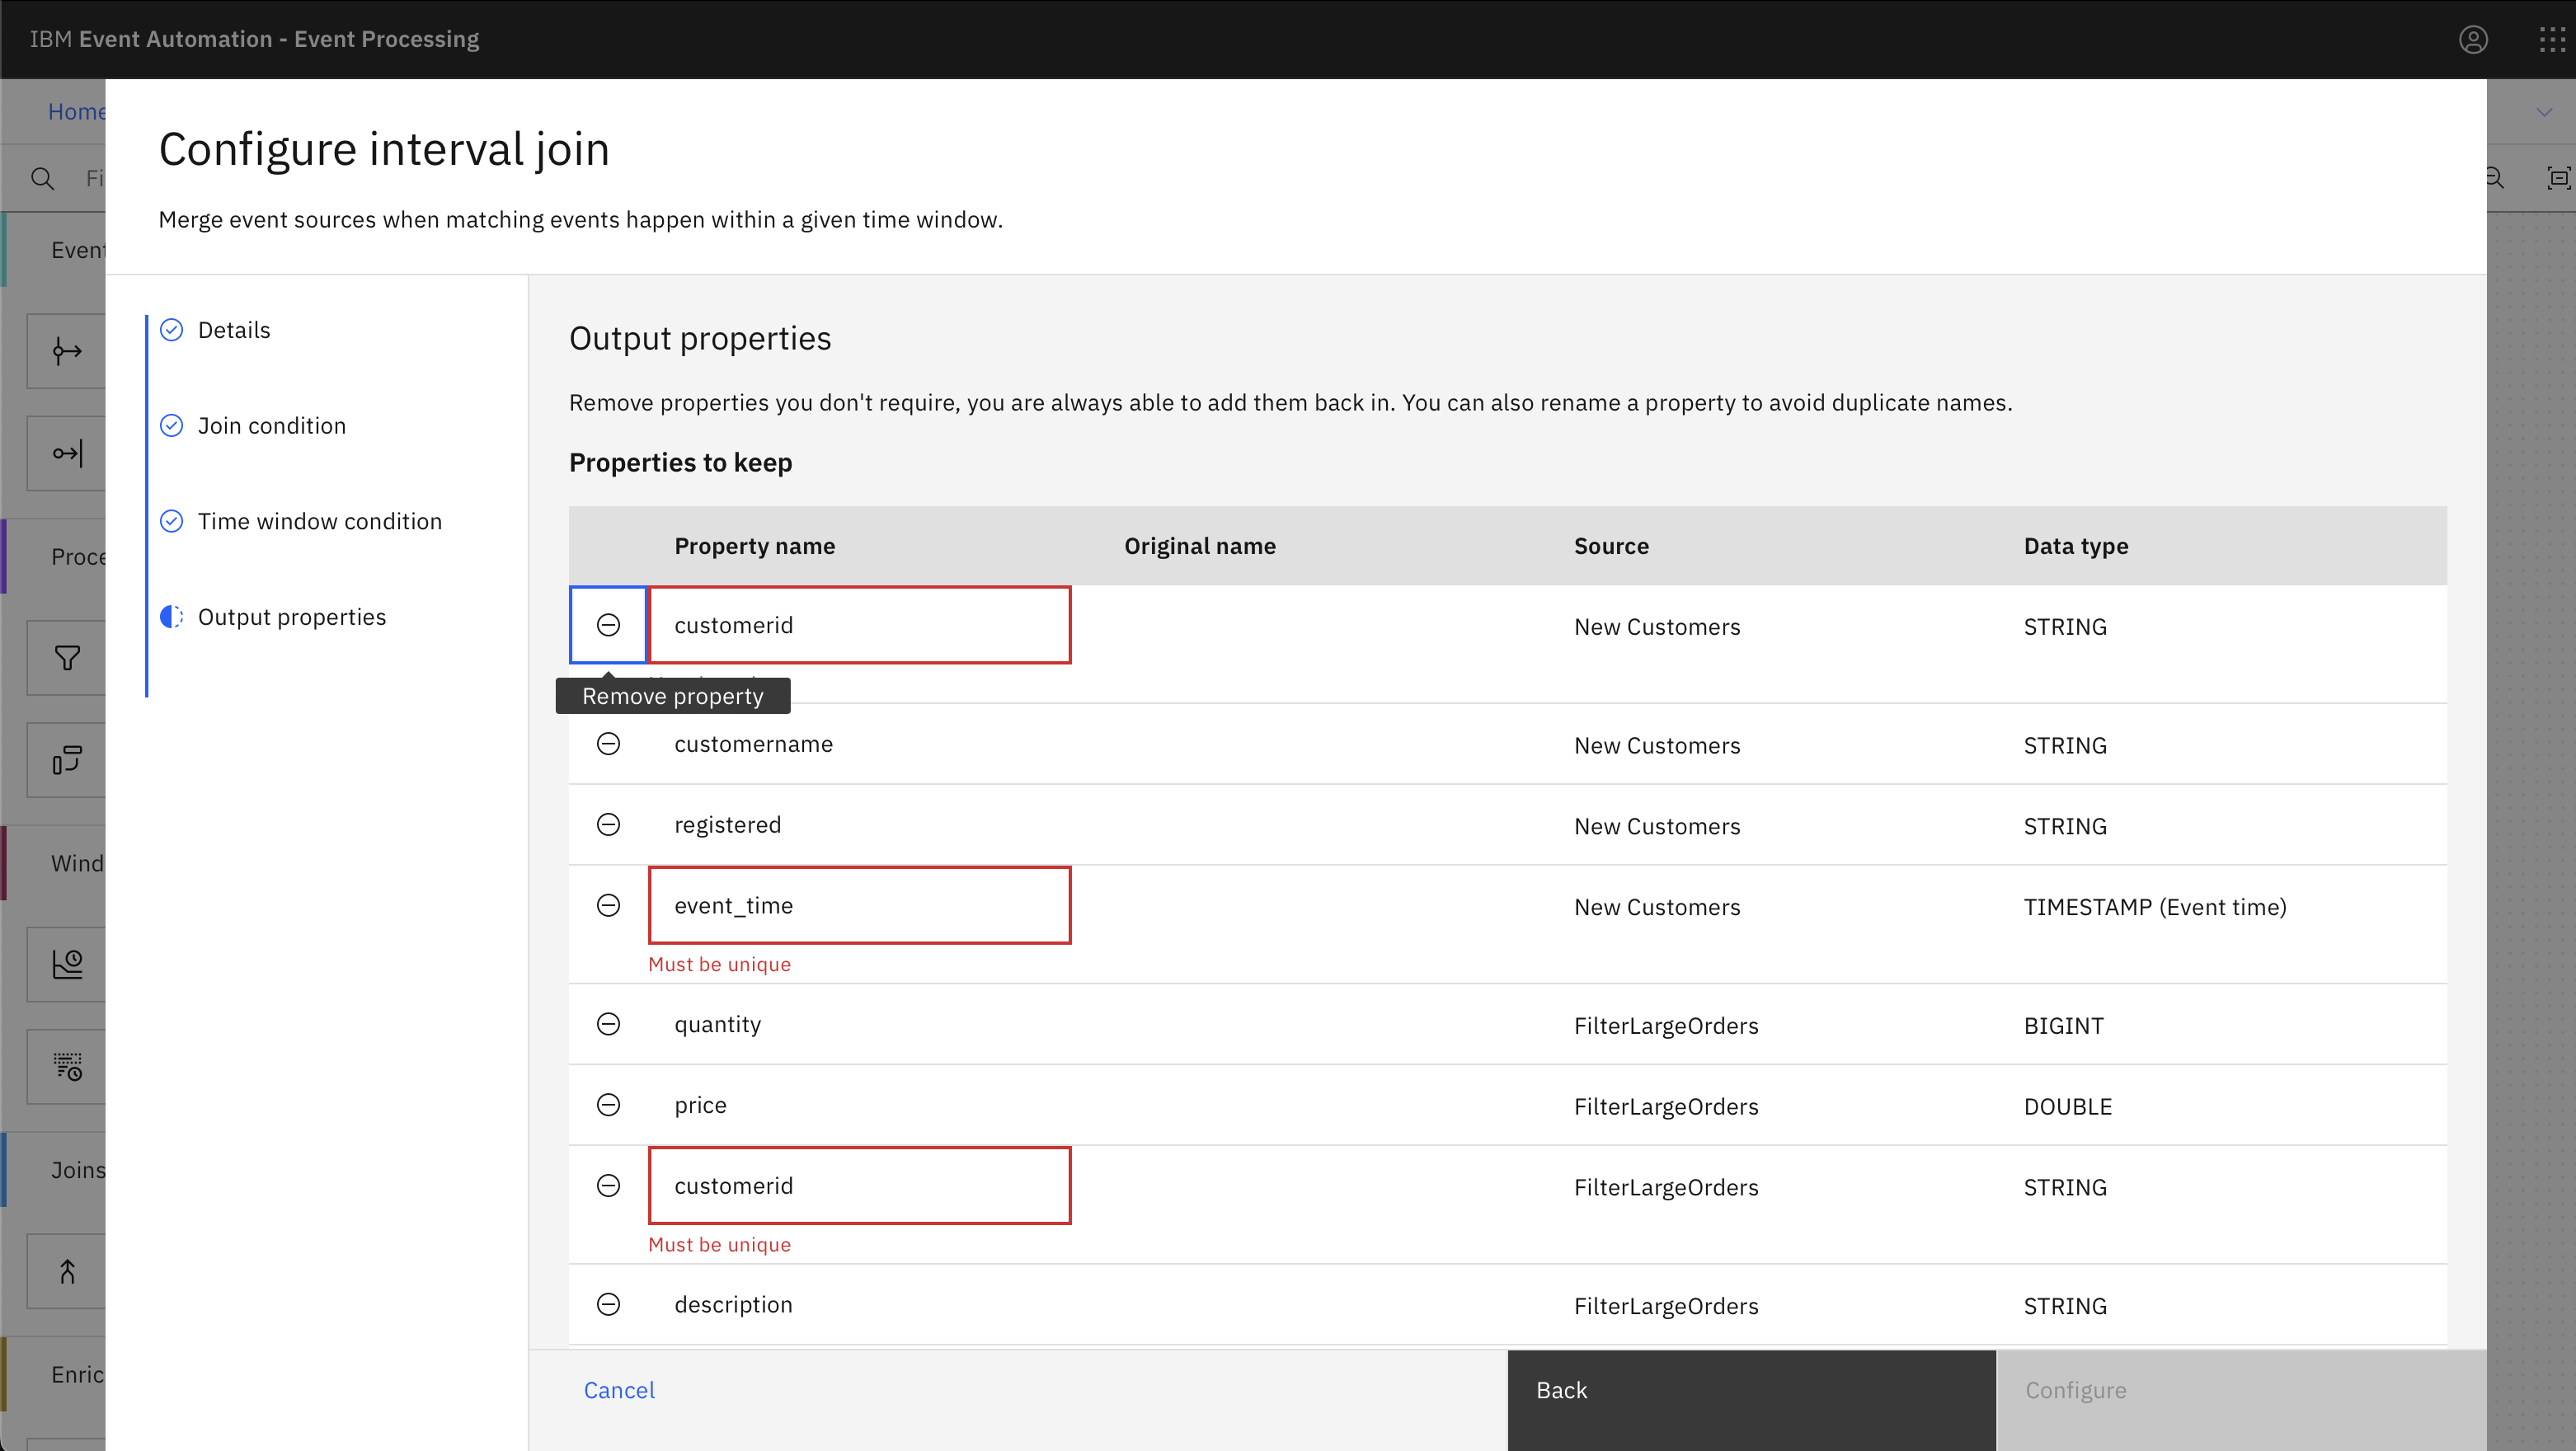 IBM Event Automation - Event Processing
Home
Configure interval join
Merge event sources when matching events happen within a given time window.
Fi
Event
Proce
Wind
Joins
Enric
Details
Join condition
Time window condition
Output properties
Output properties
Remove properties you don't require, you are always able to add them back in. You can also rename a property to avoid duplicate names.
Properties to keep
Property name Original name Source Data type
customerid New Customers STRING
Remove property
customername New Customers STRING
registered New Customers STRING
event_time New Customers TIMESTAMP (Event time)
Must be unique
quantity FilterLargeOrders BIGINT
price FilterLargeOrders DOUBLE
customerid FilterLargeOrders STRING
Must be unique
description FilterLargeOrders STRING
Cancel Back Configure